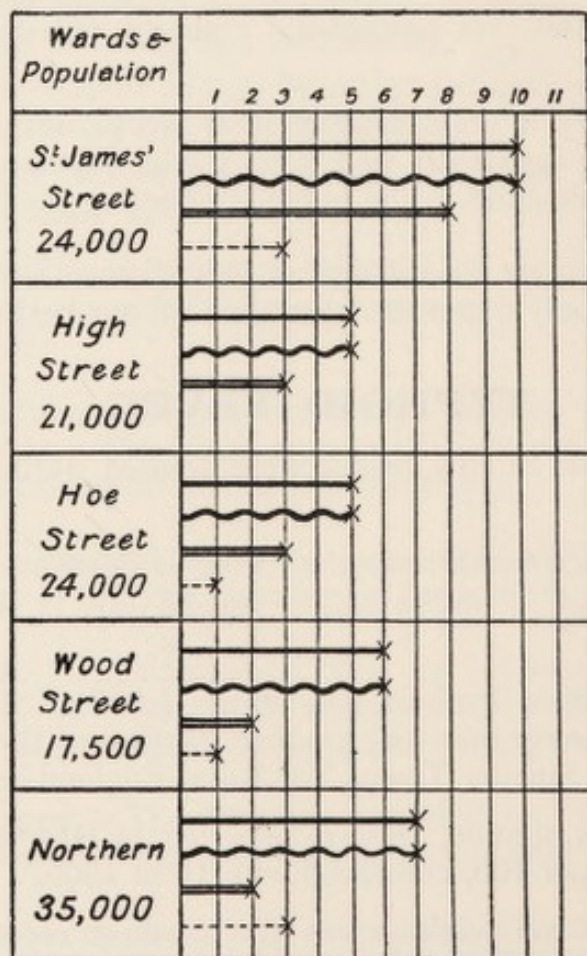 Wards &
Population
1 2 3 4 5 6 7 8 9 10 11
St. James'
Street
24,000
High
Street
21,000
Hoe
Street
24,000
Wood
Street
17,500
Northern
35,000